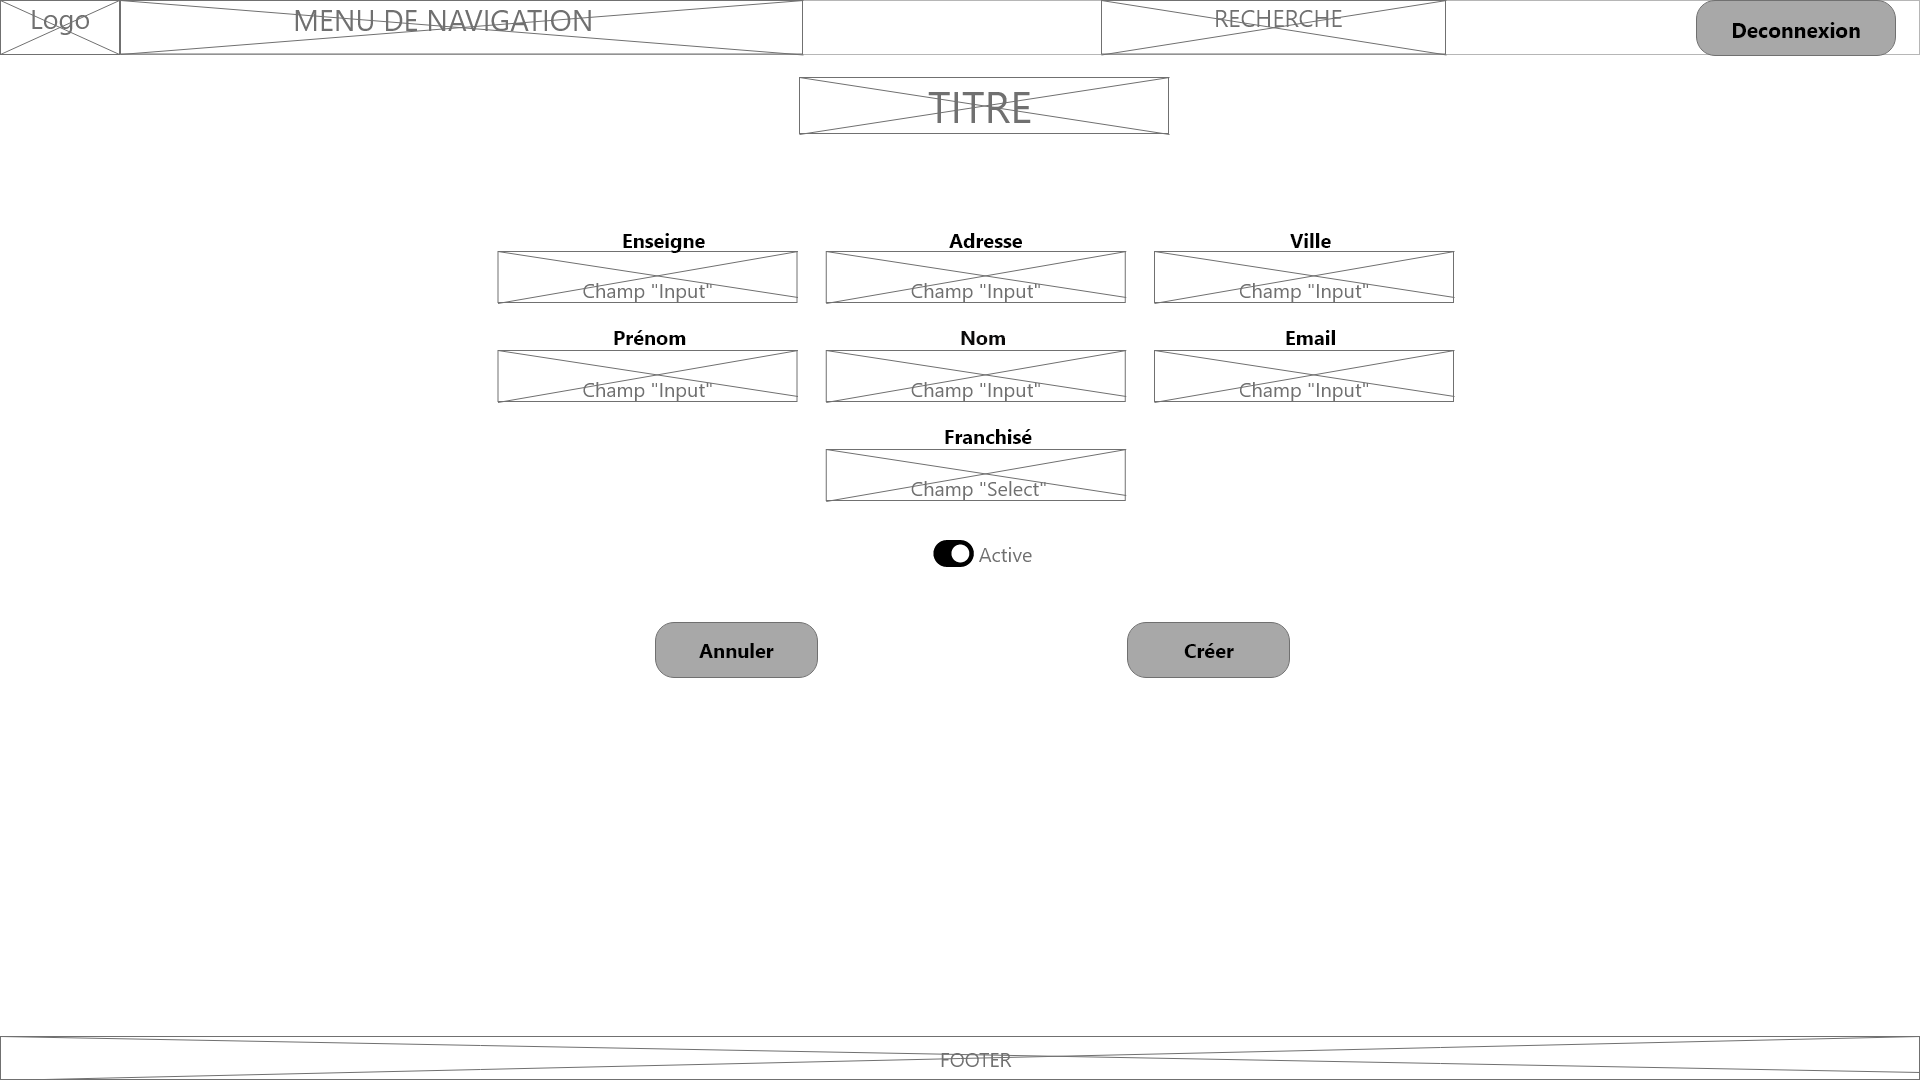 Logo
MENU DE NAVIGATION
RECHERCHE
Deconnexion
TITRE
Enseigne
Adresse
Ville
Champ "Input"
Champ "Input"
Champ "Input"
Prénom
Nom
Email
Champ "Input"
Champ "Input"
Champ "Input"
Franchisé
Champ "Select"
Active
Annuler
Créer
FOOTER